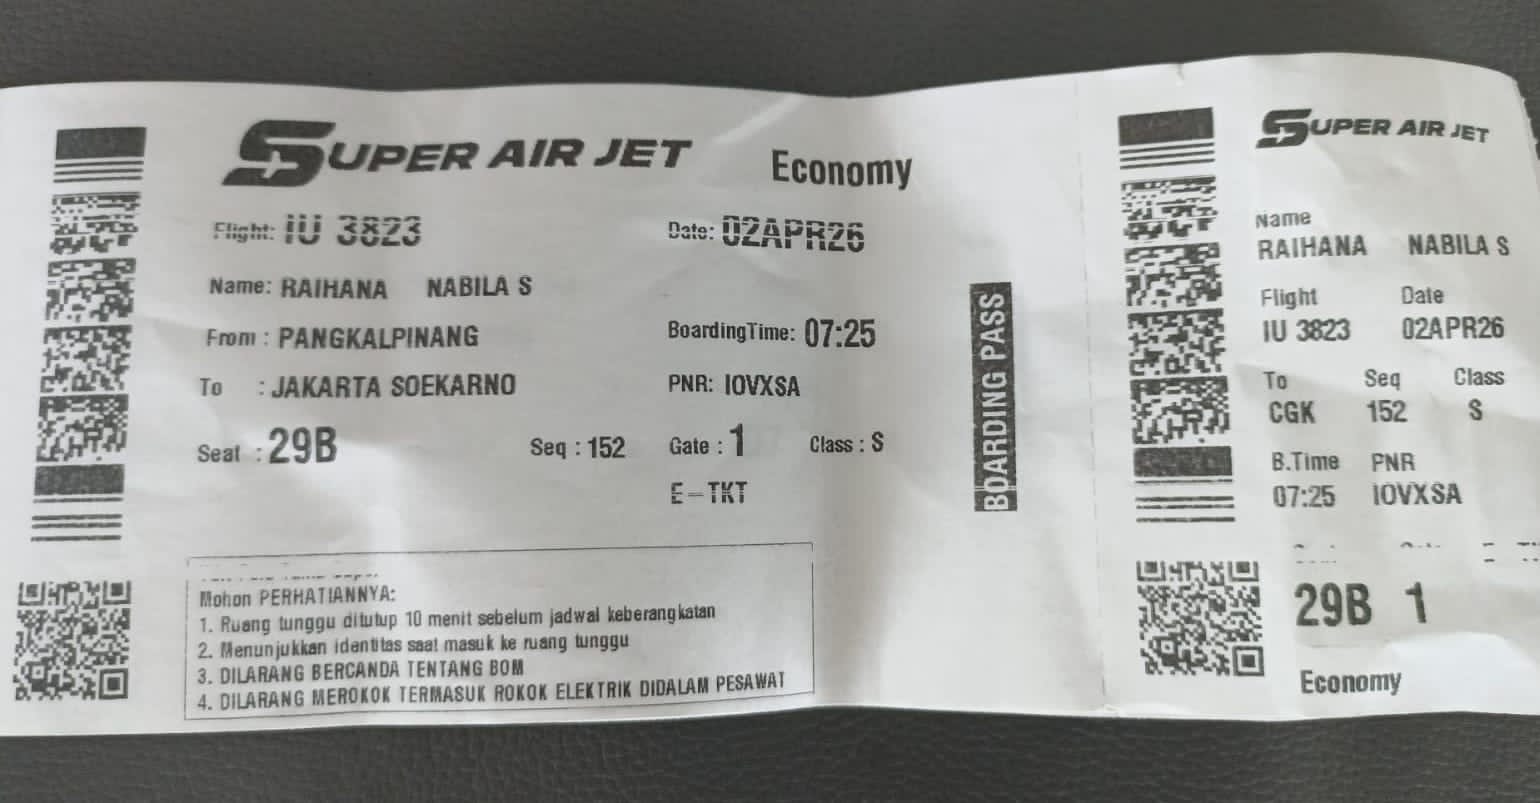 SUPER AIR JET Economy
Flight: IU 3823 Date: 02APR26
Name: RAIHANA NABILA S
From : PANGKALPINANG BoardingTime: 07:25
To : JAKARTA SOEKARNO PNR: IOVXSA
Seat : 29B Seq : 152 Gate : 1 Class : S
E-TKT
BOARDING PASS
Mohon PERHATIANNYA:
1. Ruang tunggu ditutup 10 menit sebelum jadwal keberangkatan
2. Menunjukkan identitas saat masuk ke ruang tunggu
3. DILARANG BERCANDA TENTANG BOM
4. DILARANG MEROKOK TERMASUK ROKOK ELEKTRIK DIDALAM PESAWAT
SUPER AIR JET
Name
RAIHANA NABILA S
Flight Date
IU 3823 02APR26
To Seq Class
CGK 152 S
B.Time PNR
07:25 IOVXSA
29B 1
Economy